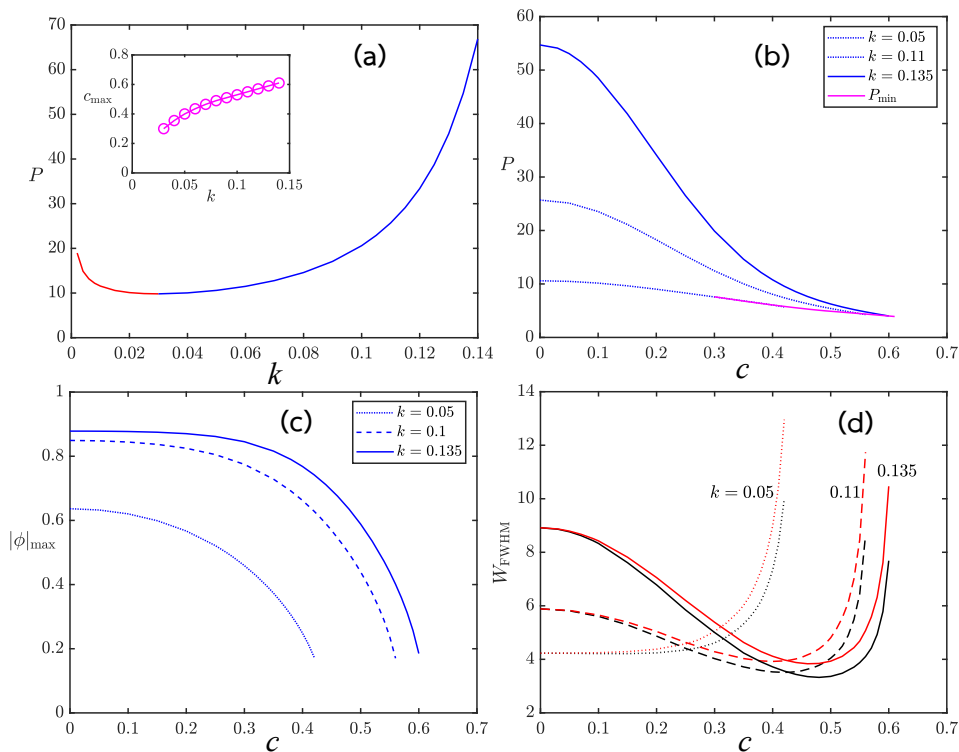 (a)
70
60
50
40
30
20
10
0
P
0 0.02 0.04 0.06 0.08 0.1 0.12 0.14
k
0.8
0.6
0.4
0.2
0
c_max
0 0.05 0.1 0.15
k
(b)
k = 0.05
k = 0.11
k = 0.135
P_min
60
50
40
30
20
10
0
P
0 0.1 0.2 0.3 0.4 0.5 0.6 0.7
c
(c)
k = 0.05
k = 0.1
k = 0.135
1
0.8
0.6
0.4
0.2
0
|ϕ|_max
0 0.1 0.2 0.3 0.4 0.5 0.6 0.7
c
(d)
14
12
10
8
6
4
2
W_FWHM
k = 0.05
0.11
0.135
0 0.1 0.2 0.3 0.4 0.5 0.6 0.7
c